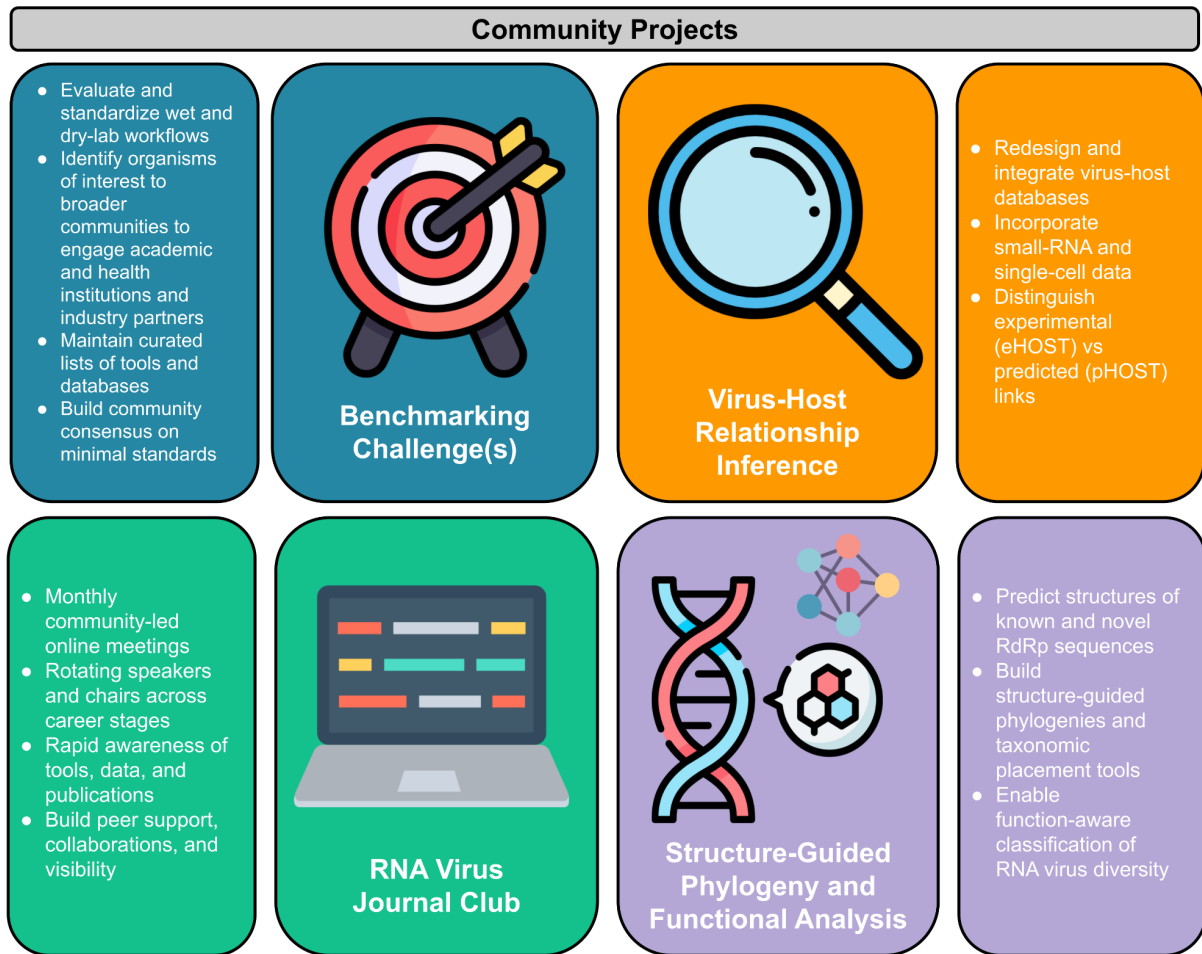 Community Projects
● Evaluate and
standardize wet and
dry-lab workflows
● Identify organisms
of interest to
broader
communities to
engage academic
and health
institutions and
industry partners
● Maintain curated
lists of tools and
databases
● Build community
consensus on
minimal standards
Benchmarking
Challenge(s)
Virus-Host
Relationship
Inference
● Redesign and
integrate virus-host
databases
● Incorporate
small-RNA and
single-cell data
● Distinguish
experimental
(eHOST) vs
predicted (pHOST)
links
● Monthly
community-led
online meetings
● Rotating speakers
and chairs across
career stages
● Rapid awareness of
tools, data, and
publications
● Build peer support,
collaborations, and
visibility
RNA Virus
Journal Club
Structure-Guided
Phylogeny and
Functional Analysis
● Predict structures of
known and novel
RdRp sequences
● Build
structure-guided
phylogenies and
taxonomic
placement tools
● Enable
function-aware
classification of
RNA virus diversity